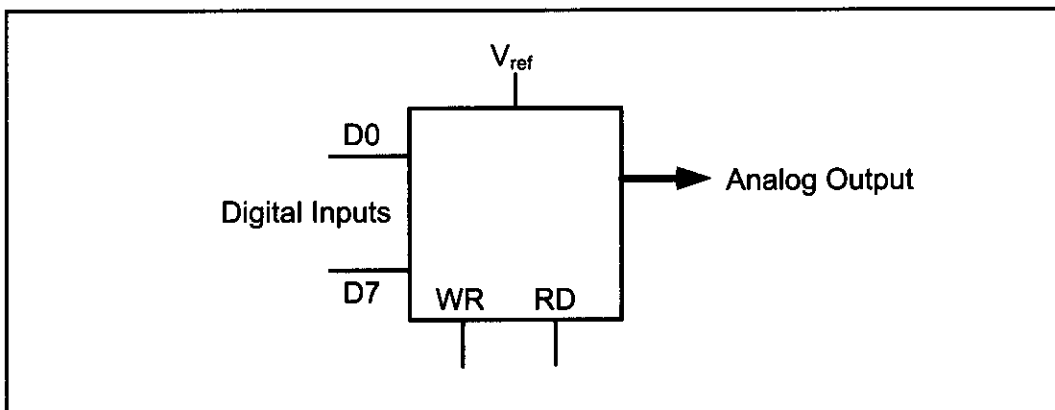 Vref
D0
Analog Output
Digital Inputs
D7
WR RD